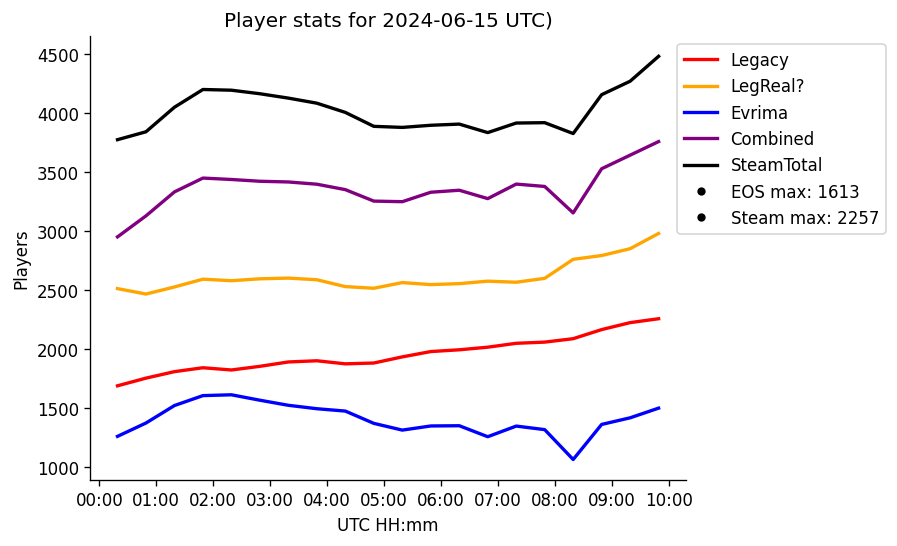 Player stats for 2024-06-15 UTC)
4500
4000
3500
3000
2500
2000
1500
1000
Players
00:00 01:00 02:00 03:00 04:00 05:00 06:00 07:00 08:00 09:00 10:00
UTC HH:mm
Legacy
LegReal?
Evrima
Combined
SteamTotal
EOS max: 1613
Steam max: 2257